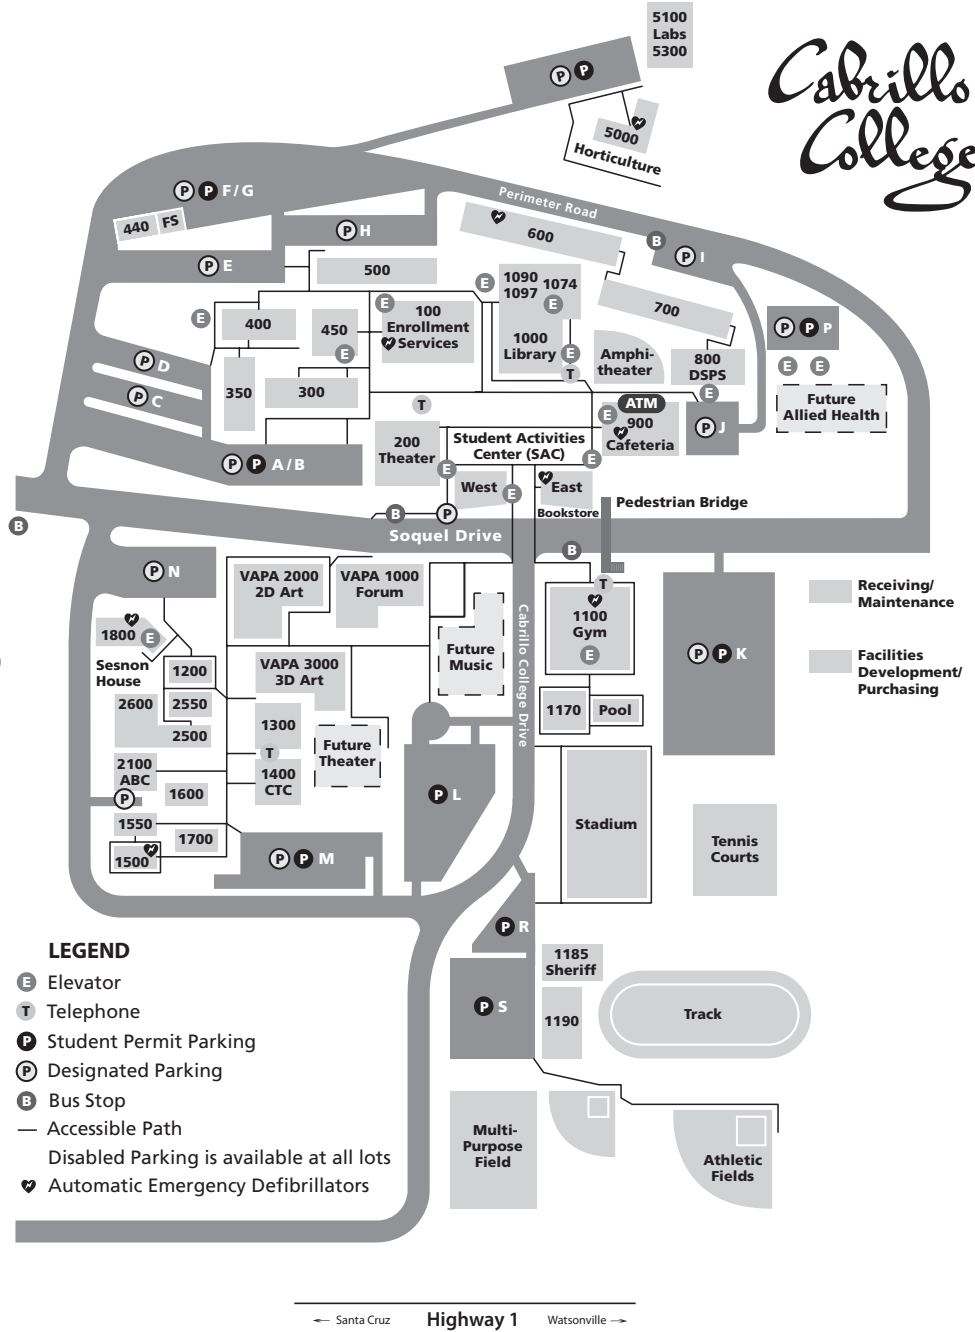 5100
Labs
5300
Cabrillo
College
P P
5000
Horticulture
Perimeter Road
P P F/G
440 FS
P H
P E
600
B
P I
500
E
1090 1074
1097
E
700
E
400
450
E
E
100
Enrollment
Services
1000
Library
E
T
Amphi-
theater
800
DSPS
E
P P P
E E
P D
P C
350
300
T
ATM
E 900
Cafeteria
P J
Future
Allied Health
200
Theater
Student Activities
Center (SAC)
E
E
P P A/B
West
E
East
Bookstore
Pedestrian Bridge
B
B
P
Soquel Drive
B
P N
VAPA 2000
2D Art
VAPA 1000
Forum
T
1100
Gym
E
Cabrillo College Drive
P P K
Receiving/
Maintenance
Facilities
Development/
Purchasing
1800 E
Sesnon
House
1200
VAPA 3000
3D Art
Future
Music
2600
2550
2500
1300
T
1170
Pool
2100
ABC
P
1600
1400
CTC
Future
Theater
P L
1550
1700
1500
P P M
Stadium
Tennis
Courts
P R
1185
Sheriff
P S
1190
Track
Multi-
Purpose
Field
Athletic
Fields
LEGEND
E Elevator
T Telephone
P Student Permit Parking
P Designated Parking
B Bus Stop
— Accessible Path
Disabled Parking is available at all lots
Automatic Emergency Defibrillators
← Santa Cruz Highway 1 Watsonville →